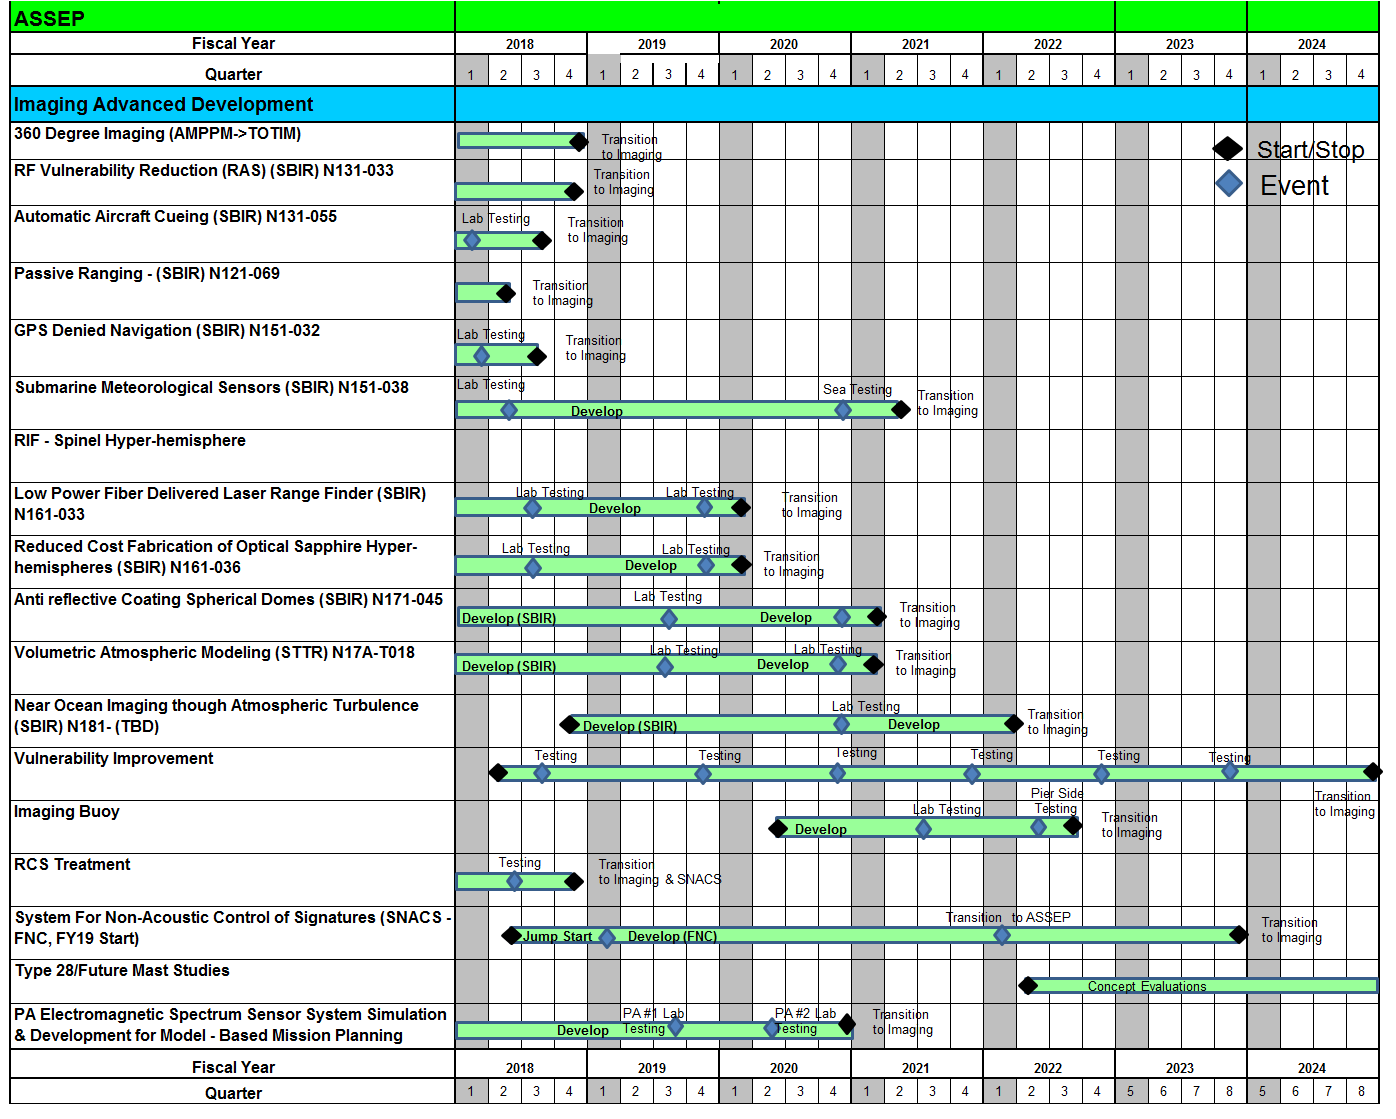 ASSEP
Fiscal Year 2018 2019 2020 2021 2022 2023 2024
Quarter 1 2 3 4 1 2 3 4 1 2 3 4 1 2 3 4 1 2 3 4 1 2 3 4 1 2 3 4
Imaging Advanced Development
360 Degree Imaging (AMPPM->TOTIM)
Transition
to Imaging
Start/Stop
Event
RF Vulnerability Reduction (RAS) (SBIR) N131-033
Transition
to Imaging
Automatic Aircraft Cueing (SBIR) N131-055
Lab Testing
Transition
to Imaging
Passive Ranging - (SBIR) N121-069
Transition
to Imaging
GPS Denied Navigation (SBIR) N151-032
Lab Testing
Transition
to Imaging
Submarine Meteorological Sensors (SBIR) N151-038
Lab Testing
Develop
Sea Testing
Transition
to Imaging
RIF - Spinel Hyper-hemisphere
Low Power Fiber Delivered Laser Range Finder (SBIR)
N161-033
Lab Testing
Develop
Lab Testing
Transition
to Imaging
Reduced Cost Fabrication of Optical Sapphire Hyper-
hemispheres (SBIR) N161-036
Lab Testing
Develop
Lab Testing
Transition
to Imaging
Anti reflective Coating Spherical Domes (SBIR) N171-045
Develop (SBIR)
Lab Testing
Develop
Transition
to Imaging
Volumetric Atmospheric Modeling (STTR) N17A-T018
Develop (SBIR)
Lab Testing
Develop
Lab Testing
Transition
to Imaging
Near Ocean Imaging though Atmospheric Turbulence
(SBIR) N181- (TBD)
Develop (SBIR)
Lab Testing
Develop
Transition
to Imaging
Vulnerability Improvement
Testing
Testing
Testing
Testing
Testing
Testing
Transition
to Imaging
Imaging Buoy
Develop
Lab Testing
Pier Side
Testing
Transition
to Imaging
RCS Treatment
Testing
Transition
to Imaging & SNACS
System For Non-Acoustic Control of Signatures (SNACS -
FNC, FY19 Start)
Jump Start
Develop (FNC)
Transition to ASSEP
Transition
to Imaging
Type 28/Future Mast Studies
Concept Evaluations
PA Electromagnetic Spectrum Sensor System Simulation
& Development for Model - Based Mission Planning
Develop
PA #1 Lab
Testing
PA #2 Lab
Testing
Transition
to Imaging
Fiscal Year 2018 2019 2020 2021 2022 2023 2024
Quarter 1 2 3 4 1 2 3 4 1 2 3 4 1 2 3 4 1 2 3 4 5 6 7 8 5 6 7 8